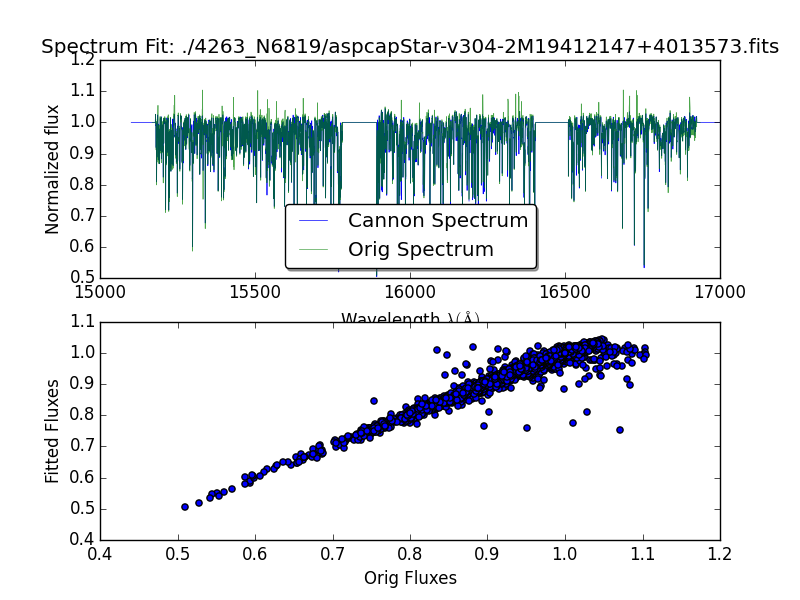 Spectrum Fit: ./4263_N6819/aspcapStar-v304-2M19412147+4013573.fits
1.2
1.1
1.0
0.9
0.8
0.7
0.6
0.5
Normalized flux
Cannon Spectrum
Orig Spectrum
15000 15500 16000 16500 17000
Wavelength λ(Å)
1.1
1.0
0.9
0.8
0.7
0.6
0.5
0.4
Fitted Fluxes
0.4 0.5 0.6 0.7 0.8 0.9 1.0 1.1 1.2
Orig Fluxes